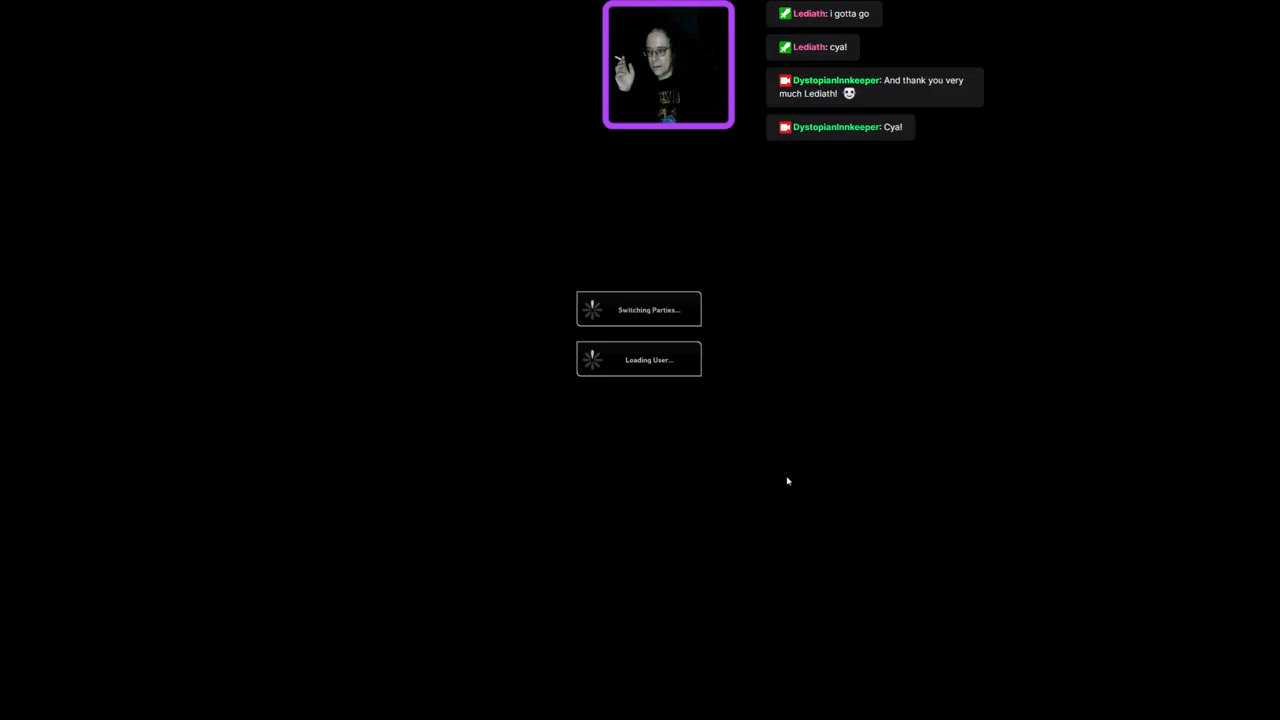 Lediath: i gotta go
Lediath: cya!
DystopianInnkeeper: And thank you very
much Lediath!
DystopianInnkeeper: Cya!
Switching Parties...
Loading User...